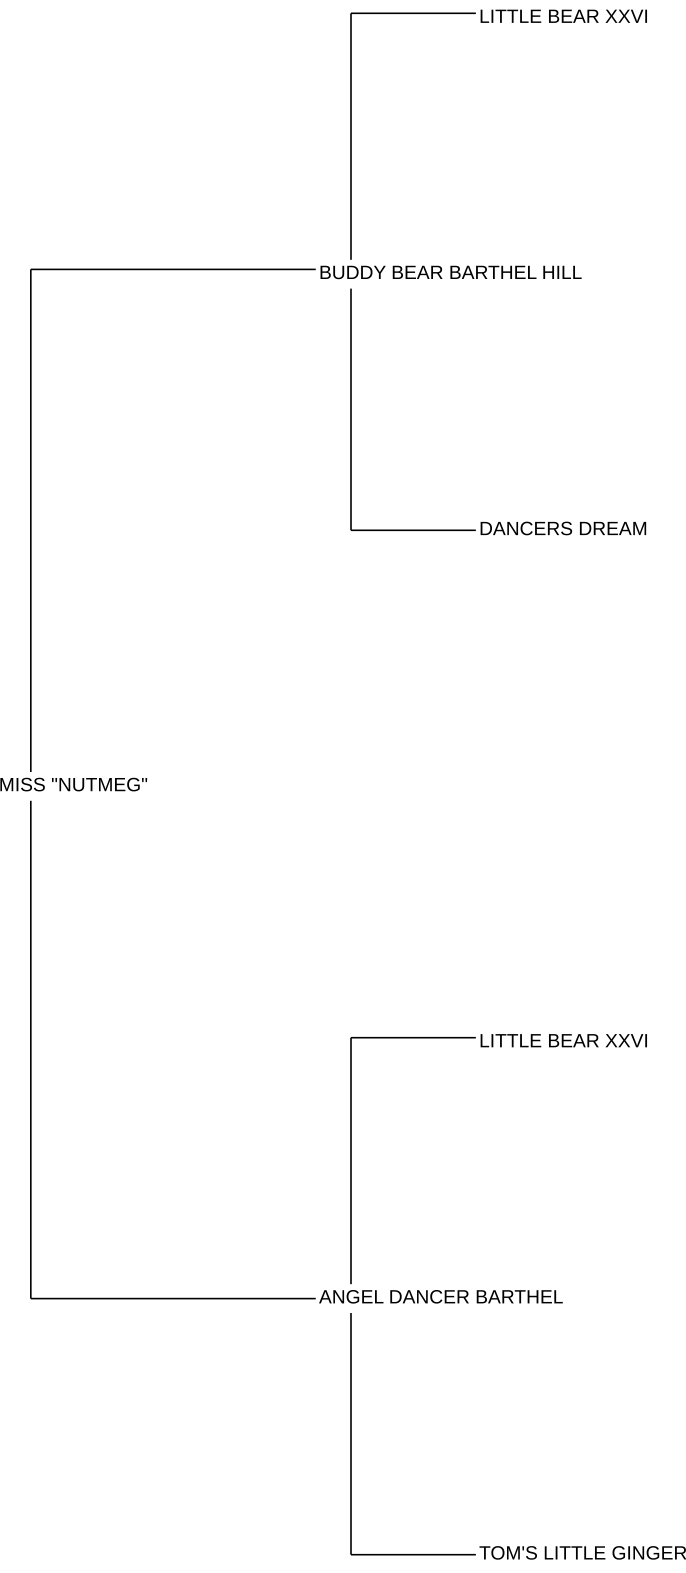 LITTLE BEAR XXVI
BUDDY BEAR BARTHEL HILL
DANCERS DREAM
MISS "NUTMEG"
LITTLE BEAR XXVI
ANGEL DANCER BARTHEL
TOM'S LITTLE GINGER